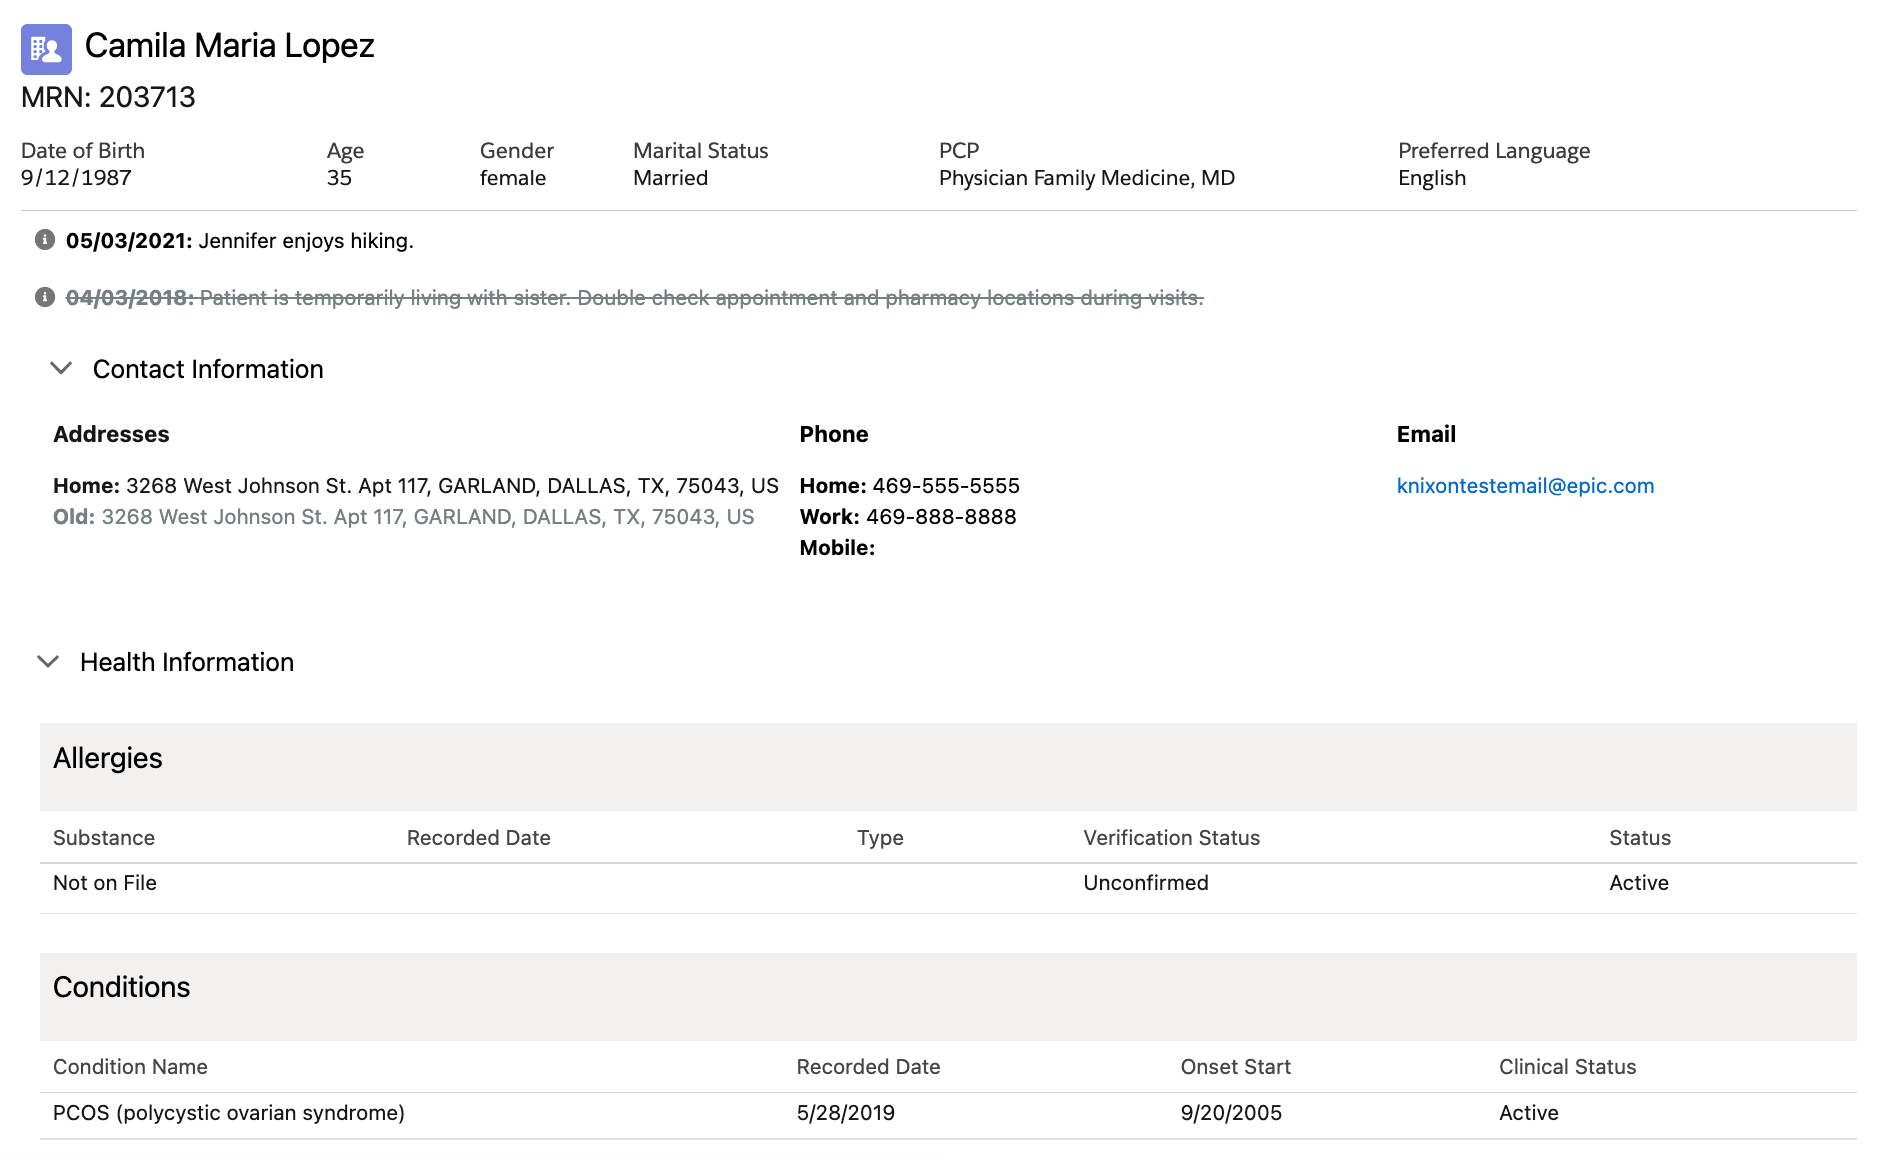 Camila Maria Lopez
MRN: 203713
Date of Birth Age Gender Marital Status PCP Preferred Language
9/12/1987 35 female Married Physician Family Medicine, MD English
05/03/2021: Jennifer enjoys hiking.
04/03/2018: Patient is temporarily living with sister. Double check appointment and pharmacy locations during visits.
Contact Information
Addresses Phone Email
Home: 3268 West Johnson St. Apt 117, GARLAND, DALLAS, TX, 75043, US Home: 469-555-5555 knixontestemail@epic.com
Old: 3268 West Johnson St. Apt 117, GARLAND, DALLAS, TX, 75043, US Work: 469-888-8888
Mobile:
Health Information
Allergies
Substance Recorded Date Type Verification Status Status
Not on File Unconfirmed Active
Conditions
Condition Name Recorded Date Onset Start Clinical Status
PCOS (polycystic ovarian syndrome) 5/28/2019 9/20/2005 Active